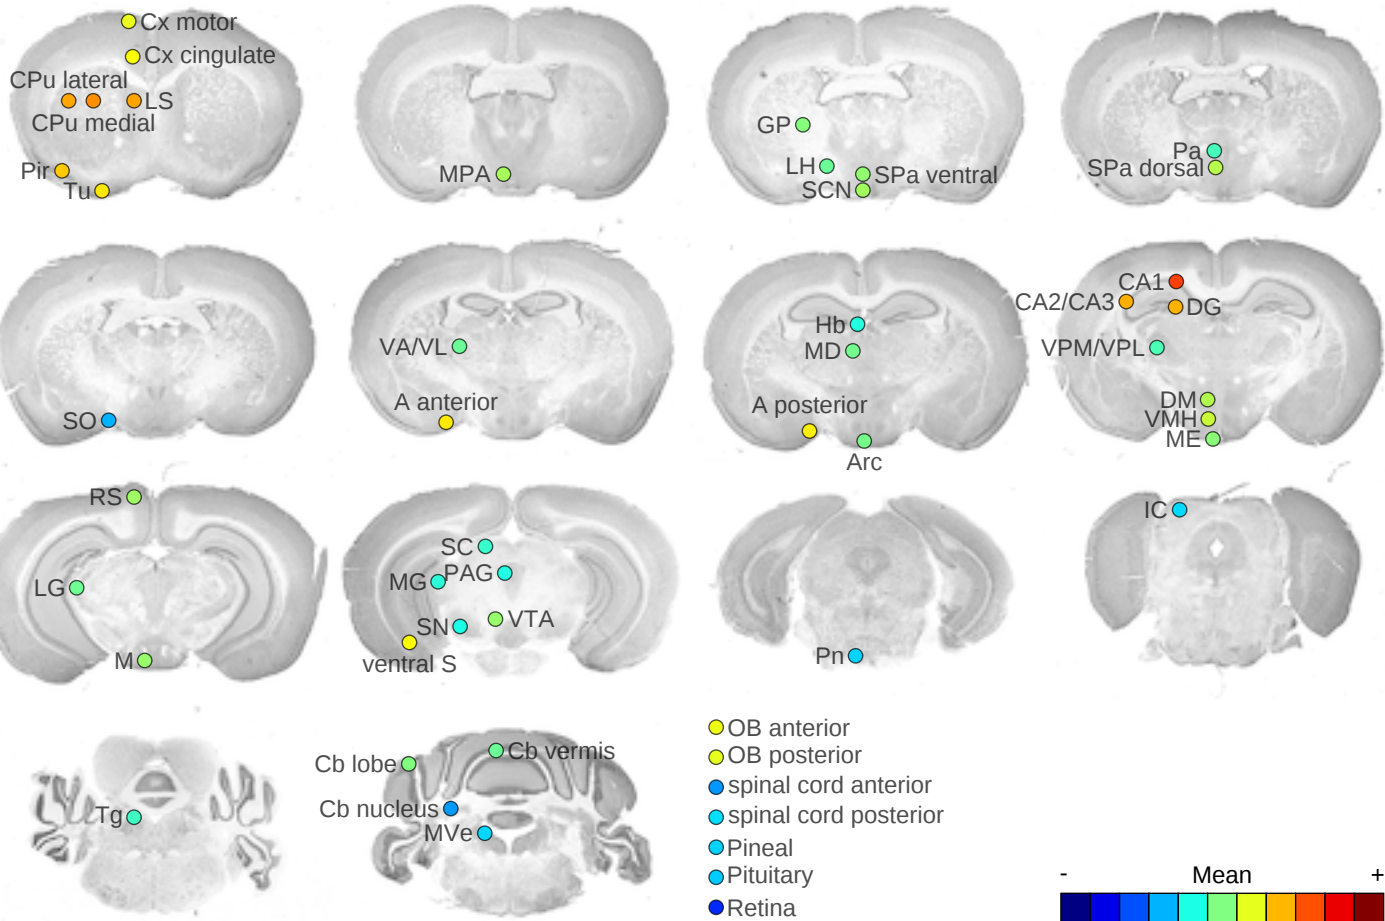 Cx motor
Cx cingulate
CPu lateral
LS
CPu medial
Pir
Tu
MPA
GP
LH
SPa ventral
SCN
Pa
SPa dorsal
SO
VA/VL
A anterior
Hb
MD
A posterior
Arc
CA1
CA2/CA3
DG
VPM/VPL
DM
VMH
ME
RS
LG
M
SC
MG
PAG
SN
VTA
ventral S
Pn
IC
Tg
Cb lobe
Cb vermis
Cb nucleus
MVe
OB anterior
OB posterior
spinal cord anterior
spinal cord posterior
Pineal
Pituitary
Retina
- Mean +